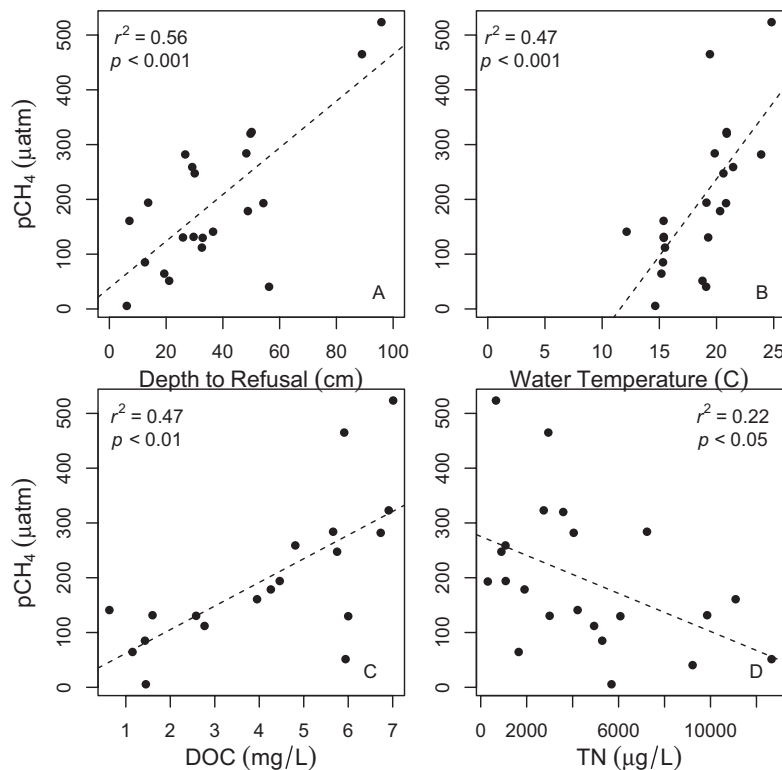 r² = 0.56
p < 0.001
pCH₄ (µatm)
0 100 200 300 400 500
A
0 20 40 60 80 100
Depth to Refusal (cm)
r² = 0.47
p < 0.001
0 100 200 300 400 500
B
0 5 10 15 20 25
Water Temperature (C)
r² = 0.47
p < 0.01
pCH₄ (µatm)
0 100 200 300 400 500
C
1 2 3 4 5 6 7
DOC (mg/L)
r² = 0.22
p < 0.05
0 100 200 300 400 500
D
0 2000 6000 10000
TN (µg/L)